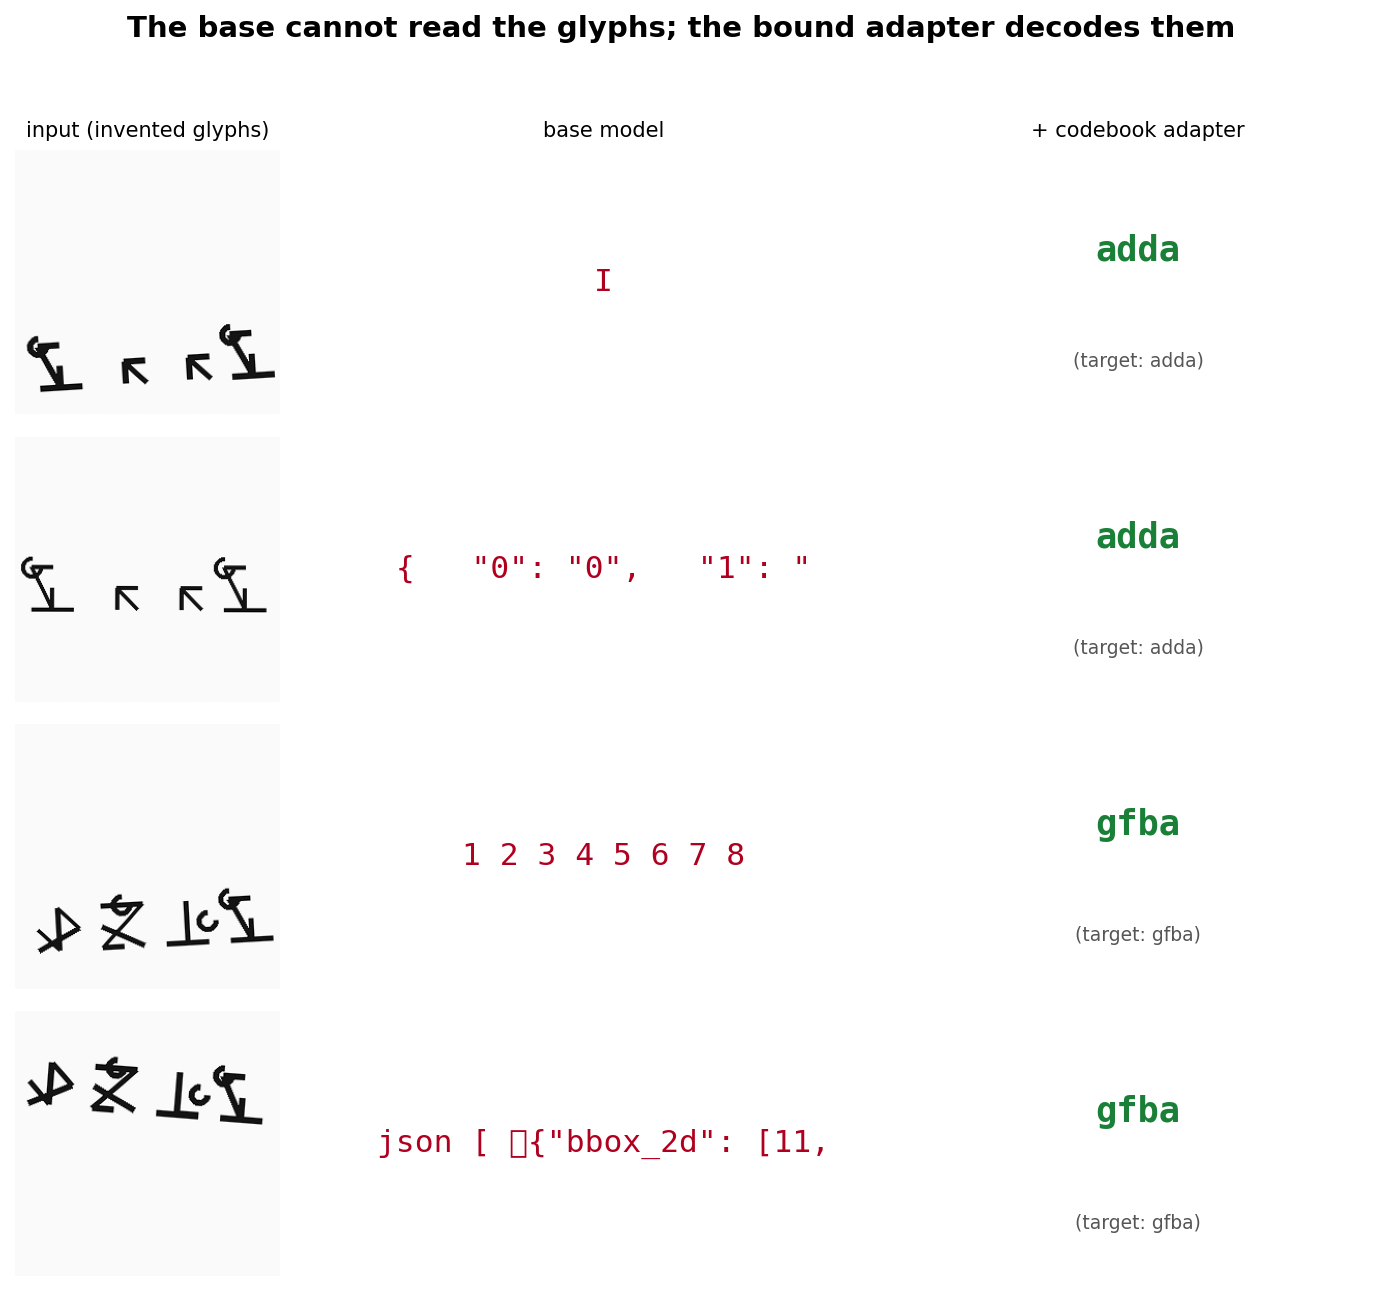 The base cannot read the glyphs; the bound adapter decodes them
input (invented glyphs) base model + codebook adapter
I
adda
(target: adda)
{   "0": "0",   "1": "
adda
(target: adda)
1 2 3 4 5 6 7 8
gfba
(target: gfba)
json [ {"bbox_2d": [11,
gfba
(target: gfba)